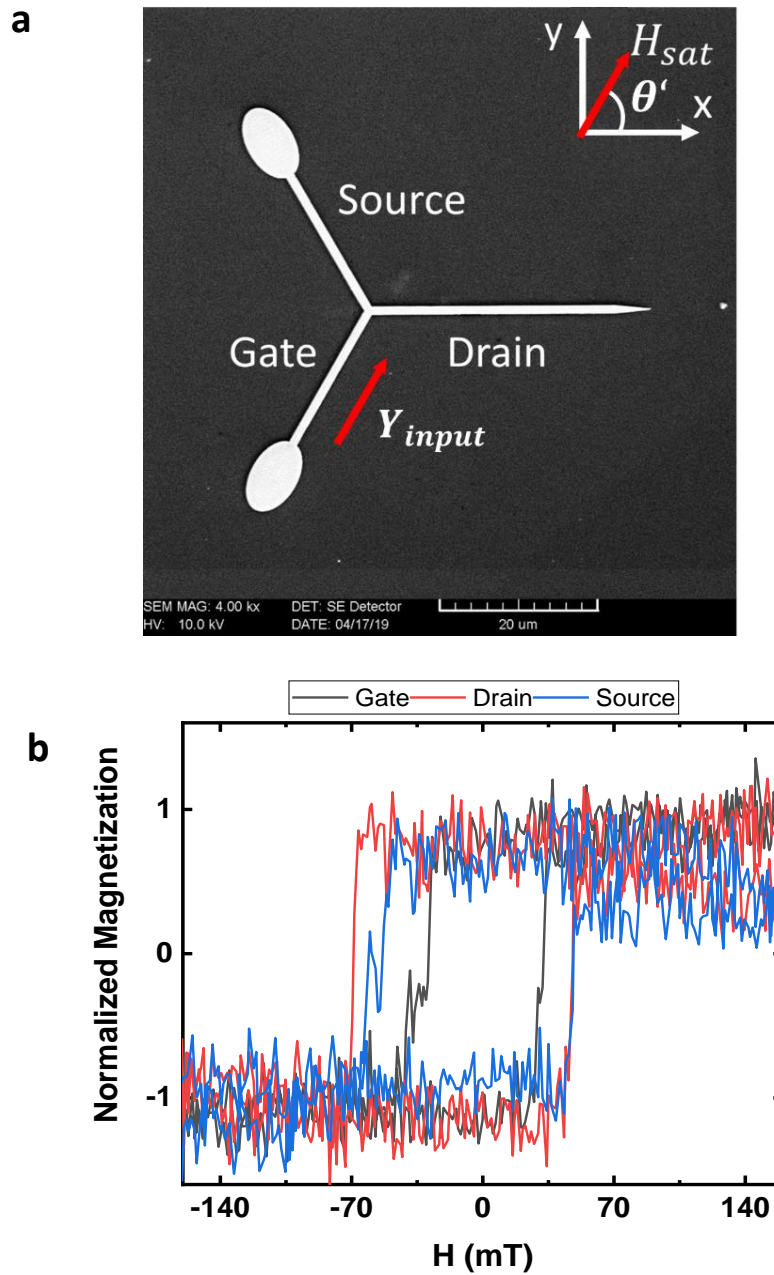 a
y
H_sat
θ‘
x
Source
Gate
Drain
Y_input
SEM MAG: 4.00 kx DET: SE Detector
HV: 10.0 kV DATE: 04/17/19 20 um
b
Gate Drain Source
Normalized Magnetization
1
0
-1
-140 -70 0 70 140
H (mT)